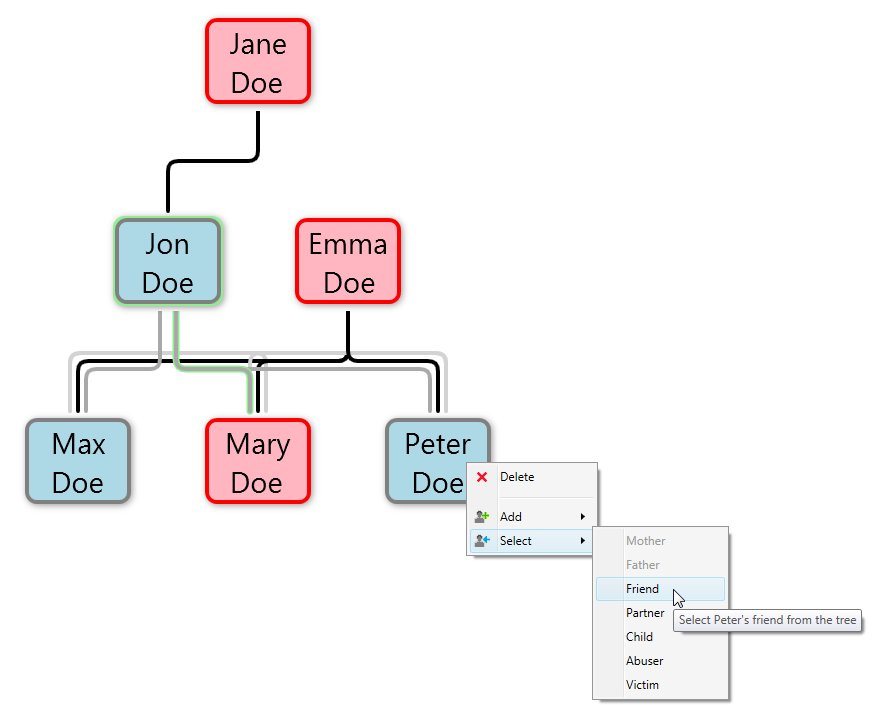 Jane
Doe
Jon
Doe
Emma
Doe
Max
Doe
Mary
Doe
Peter
Doe
Delete
Add
Select
Mother
Father
Friend
Partner
Select Peter's friend from the tree
Child
Abuser
Victim